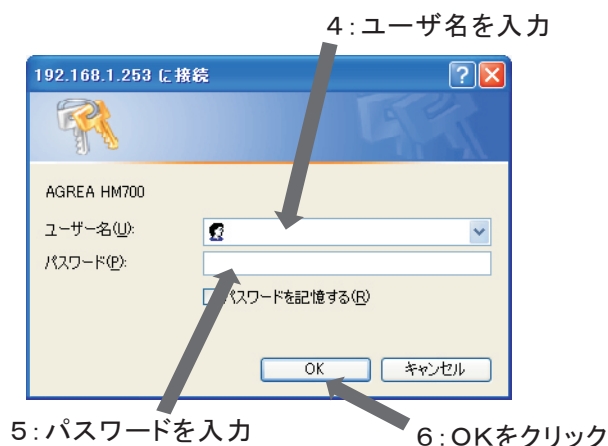 4：ユーザ名を入力
192.168.1.253 に接続
AGREA HM700
ユーザー名(U):
パスワード(P):
パスワードを記憶する(R)
OK
キャンセル
5：パスワードを入力
6：OKをクリック